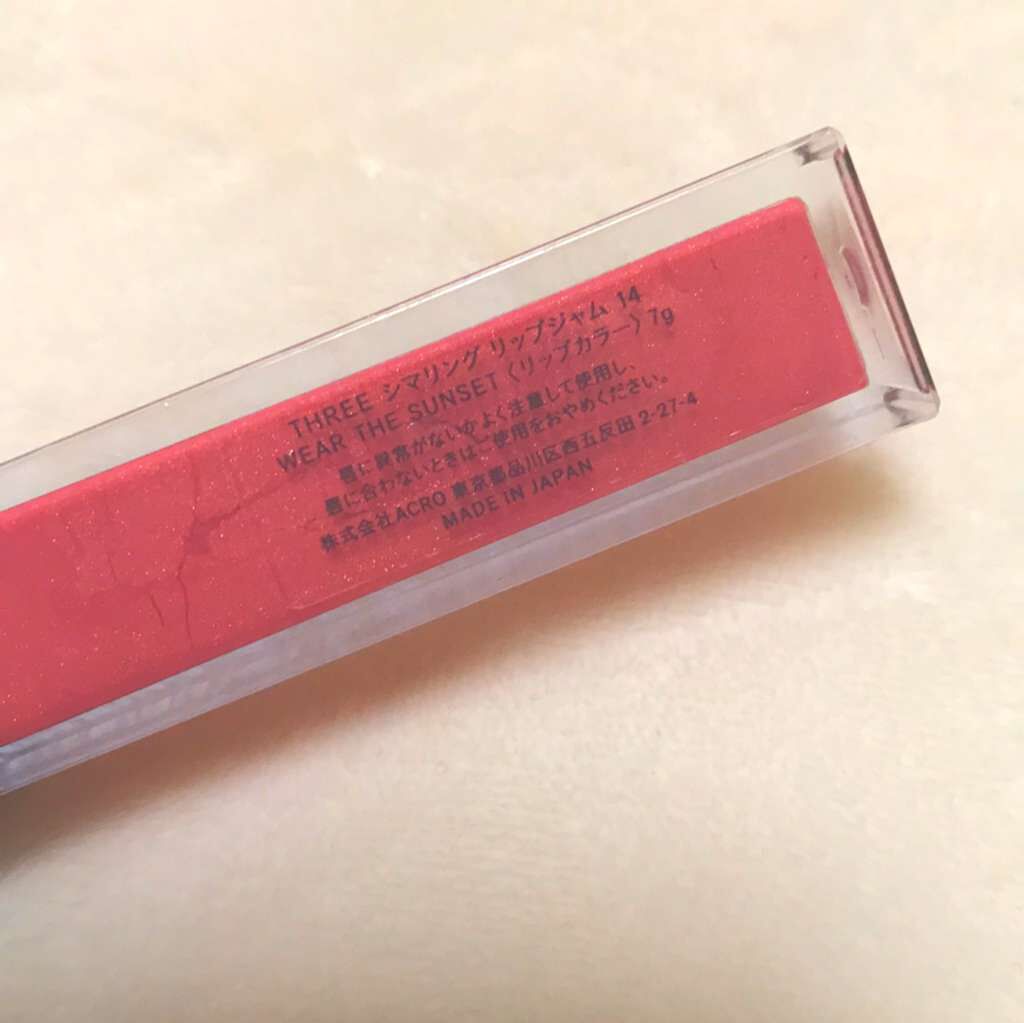 THREE シマリング リップジャム 14
WEAR THE SUNSET〈リップカラー〉7g
唇に異常がないかよく注意して使用し、
唇に合わないときはご使用をおやめください。
株式会社ACRO 東京都品川区西五反田 2-27-4
MADE IN JAPAN